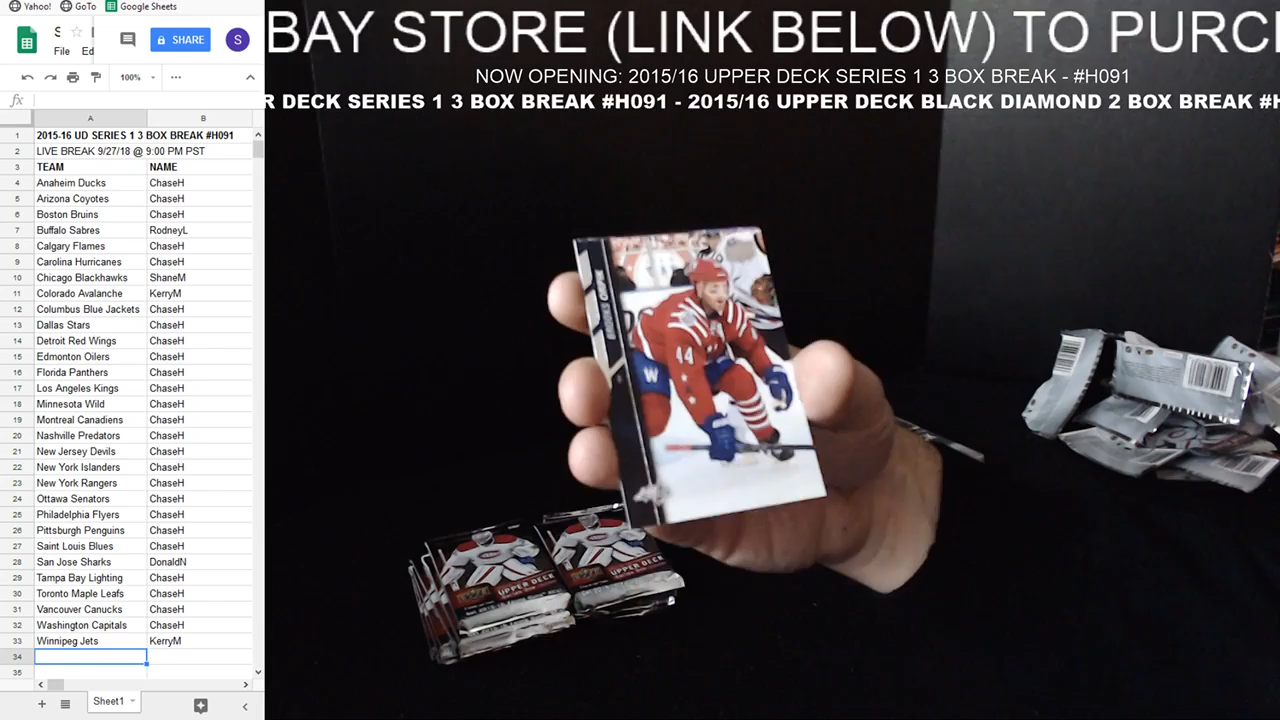 Yahoo!
GoTo
Google Sheets
S
File
Ed
SHARE
S
100%
fx
A
B
1 2015-16 UD SERIES 1 3 BOX BREAK #H091
2 LIVE BREAK 9/27/18 @ 9:00 PM PST
3 TEAM NAME
4 Anaheim Ducks ChaseH
5 Arizona Coyotes ChaseH
6 Boston Bruins ChaseH
7 Buffalo Sabres RodneyL
8 Calgary Flames ChaseH
9 Carolina Hurricanes ChaseH
10 Chicago Blackhawks ShaneM
11 Colorado Avalanche KerryM
12 Columbus Blue Jackets ChaseH
13 Dallas Stars ChaseH
14 Detroit Red Wings ChaseH
15 Edmonton Oilers ChaseH
16 Florida Panthers ChaseH
17 Los Angeles Kings ChaseH
18 Minnesota Wild ChaseH
19 Montreal Canadiens ChaseH
20 Nashville Predators ChaseH
21 New Jersey Devils ChaseH
22 New York Islanders ChaseH
23 New York Rangers ChaseH
24 Ottawa Senators ChaseH
25 Philadelphia Flyers ChaseH
26 Pittsburgh Penguins ChaseH
27 Saint Louis Blues ChaseH
28 San Jose Sharks DonaldN
29 Tampa Bay Lighting ChaseH
30 Toronto Maple Leafs ChaseH
31 Vancouver Canucks ChaseH
32 Washington Capitals ChaseH
33 Winnipeg Jets KerryM
34
35
Sheet1
BAY STORE (LINK BELOW) TO PURC
NOW OPENING: 2015/16 UPPER DECK SERIES 1 3 BOX BREAK - #H091
R DECK SERIES 1 3 BOX BREAK #H091 - 2015/16 UPPER DECK BLACK DIAMOND 2 BOX BREAK #H
44
W
UPPER DECK
UPPER DECK